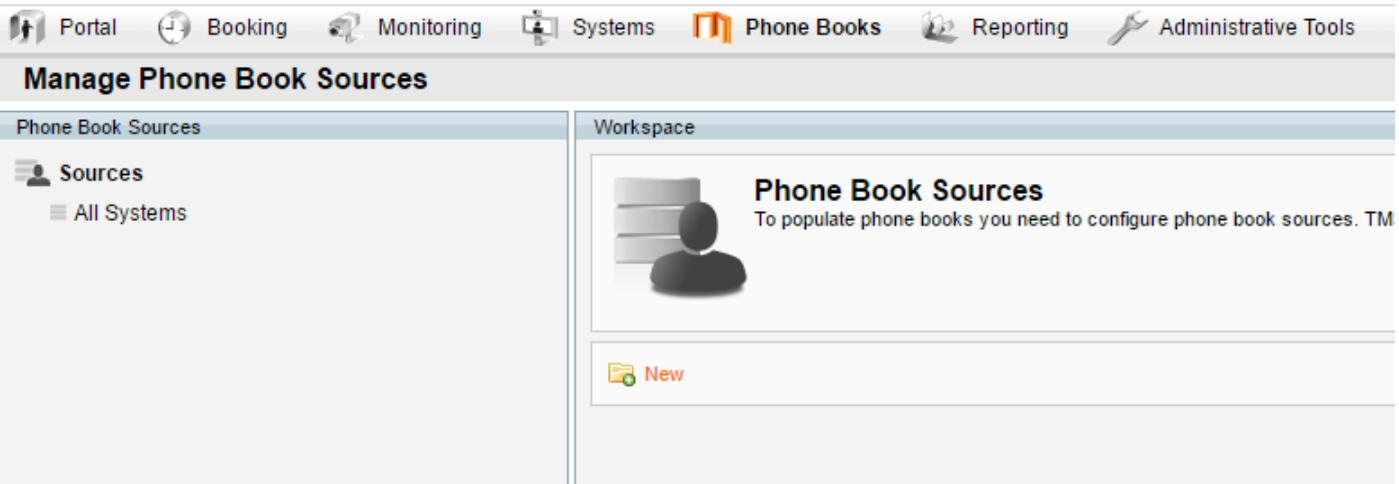 Portal Booking Monitoring Systems Phone Books Reporting Administrative Tools
Manage Phone Book Sources
Phone Book Sources
Sources
All Systems
Workspace
Phone Book Sources
To populate phone books you need to configure phone book sources. TM
New